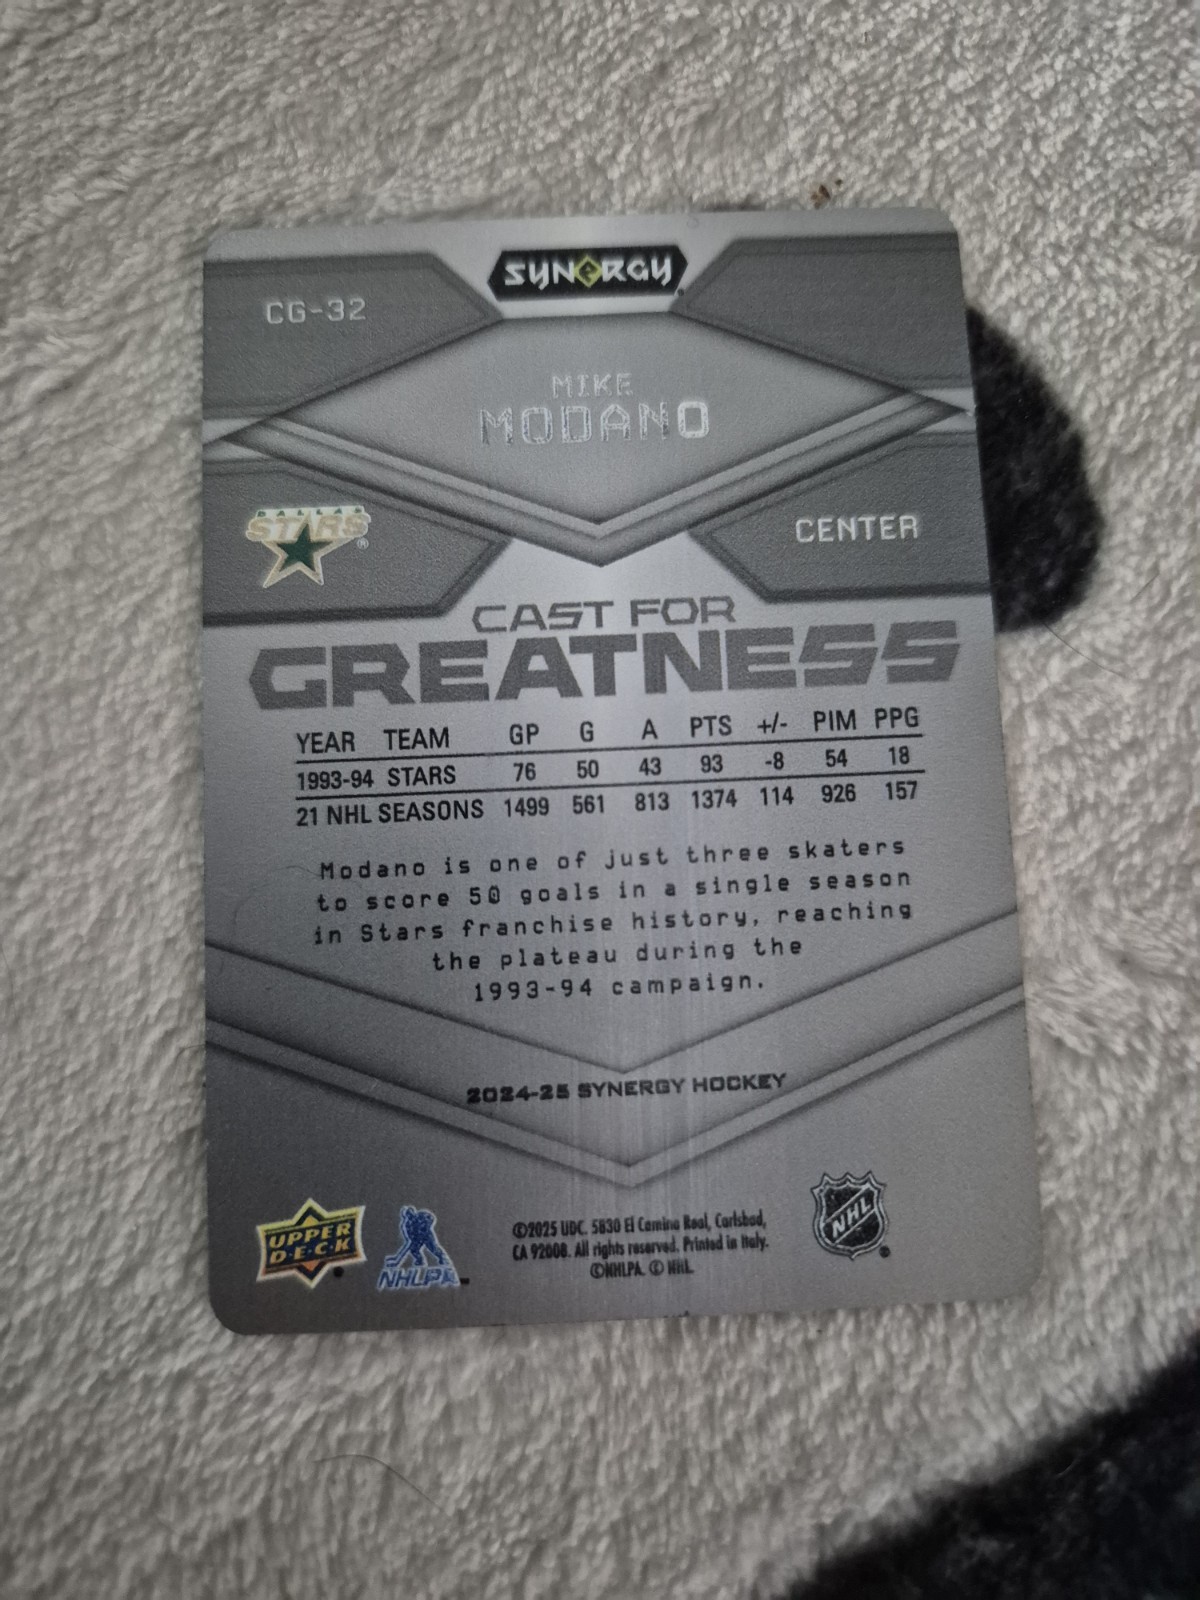 SYNERGY
CG-32
MIKE
MODANO
DALLAS
STARS®
CENTER
CAST FOR
GREATNESS
YEAR TEAM GP G A PTS +/- PIM PPG
1993-94 STARS 76 50 43 93 -8 54 18
21 NHL SEASONS 1499 561 813 1374 114 926 157
Modano is one of just three skaters
to score 50 goals in a single season
in Stars franchise history, reaching
the plateau during the
1993-94 campaign.
2024-25 SYNERGY HOCKEY
UPPER
D·E·C·K
NHLPA
©2025 UDC. 5830 El Camino Real, Carlsbad,
CA 92008. All rights reserved. Printed in Italy.
©NHLPA. © NHL.
NHL